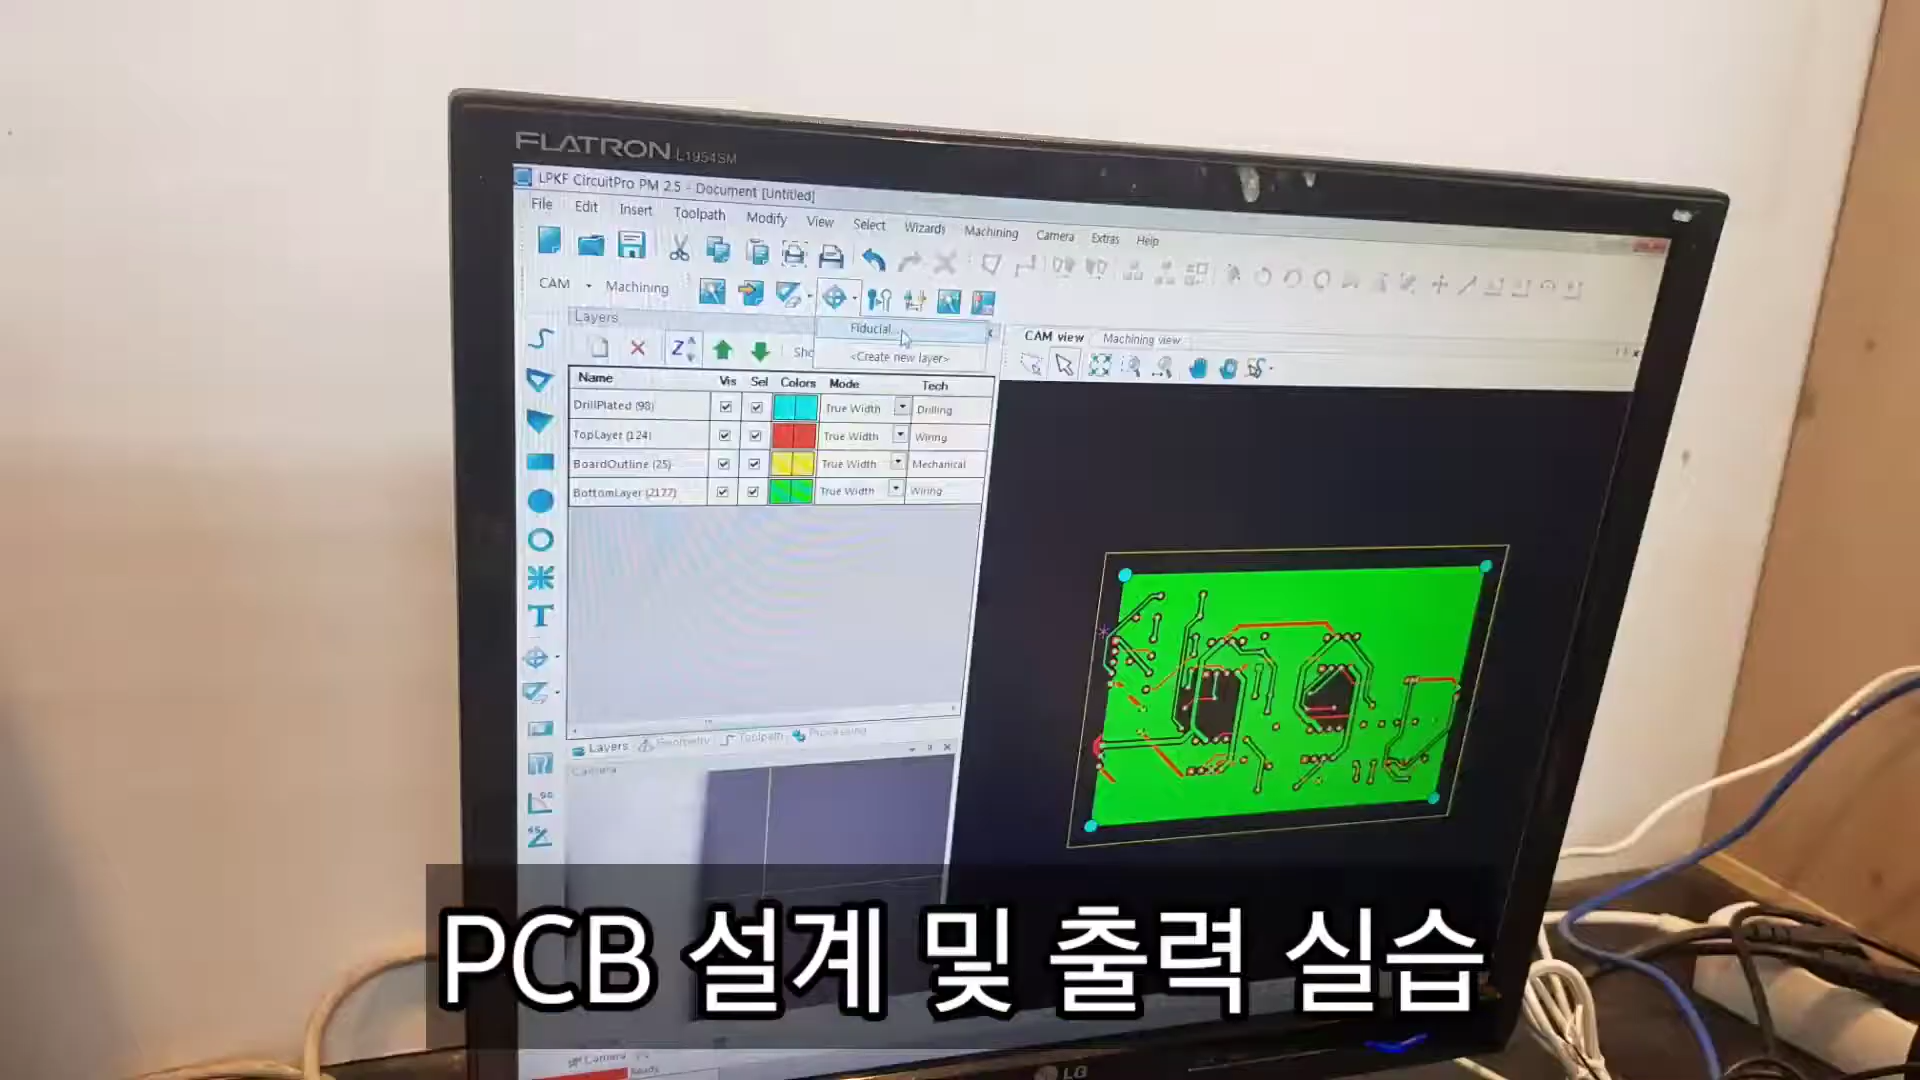 FLATRON L1954SM
LPKF CircuitPro PM 2.5 - Document [Untitled]
File Edit Insert Toolpath Modify View Select Wizards Machining Camera Extras Help
CAM Machining
Layers
Fiducial...
<Create new layer>
CAM view Machining view
Name Vis Sel Colors Mode Tech
DrillPlated (98) True Width Drilling
TopLayer (124) True Width Wiring
BoardOutline (25) True Width Mechanical
BottomLayer (2177) True Width Wiring
Layers Geometry Toolpath Processing
Camera
PCB 설계 및 출력 실습
Camera
Ready
LG